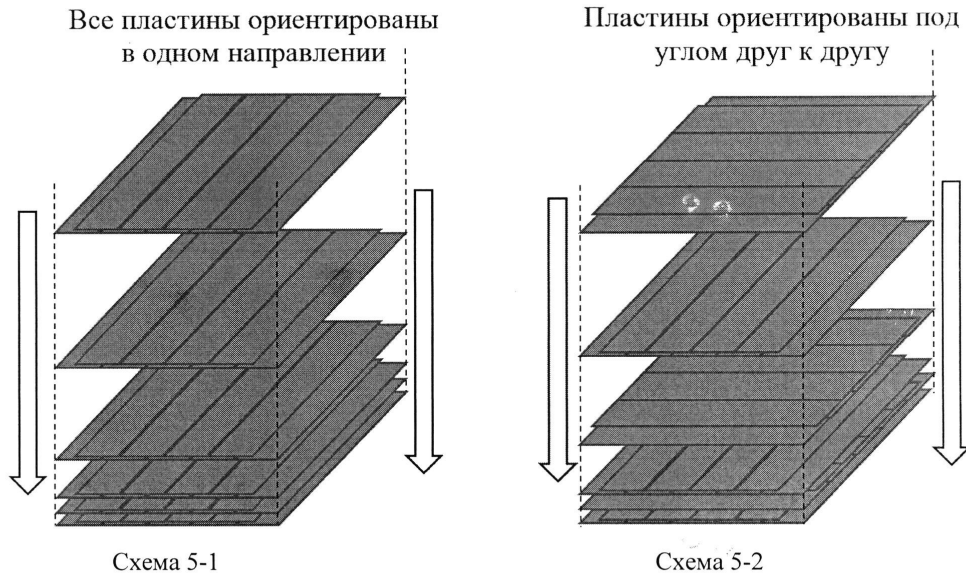 Все пластины ориентированы
в одном направлении
Пластины ориентированы под
углом друг к другу
Схема 5-1
Схема 5-2